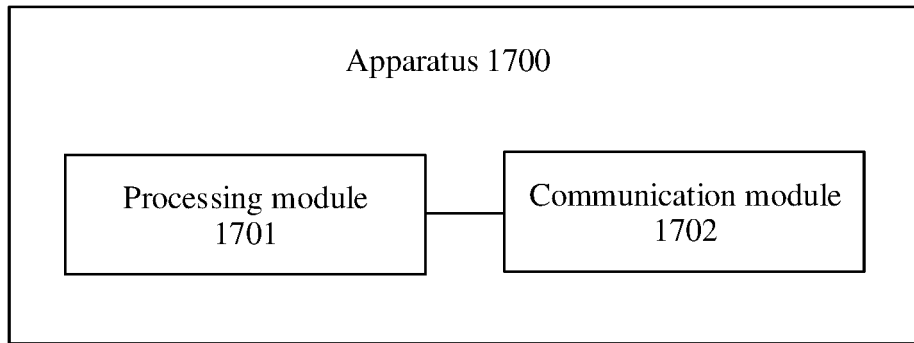 Apparatus 1700
Processing module
1701
Communication module
1702